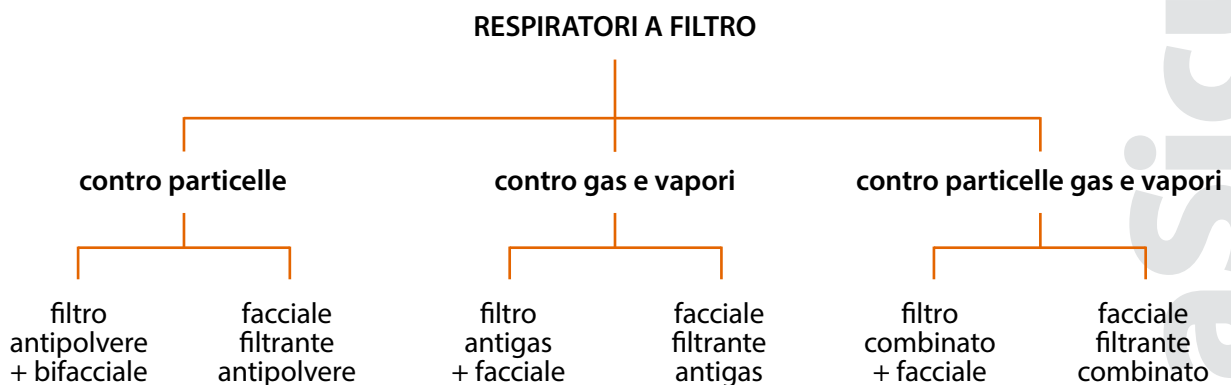 RESPIRATORI A FILTRO
contro particelle
contro gas e vapori
contro particelle gas e vapori
filtro
antipolvere
+ bifacciale
facciale
filtrante
antipolvere
filtro
antigas
+ facciale
facciale
filtrante
antigas
filtro
combinato
+ facciale
facciale
filtrante
combinato